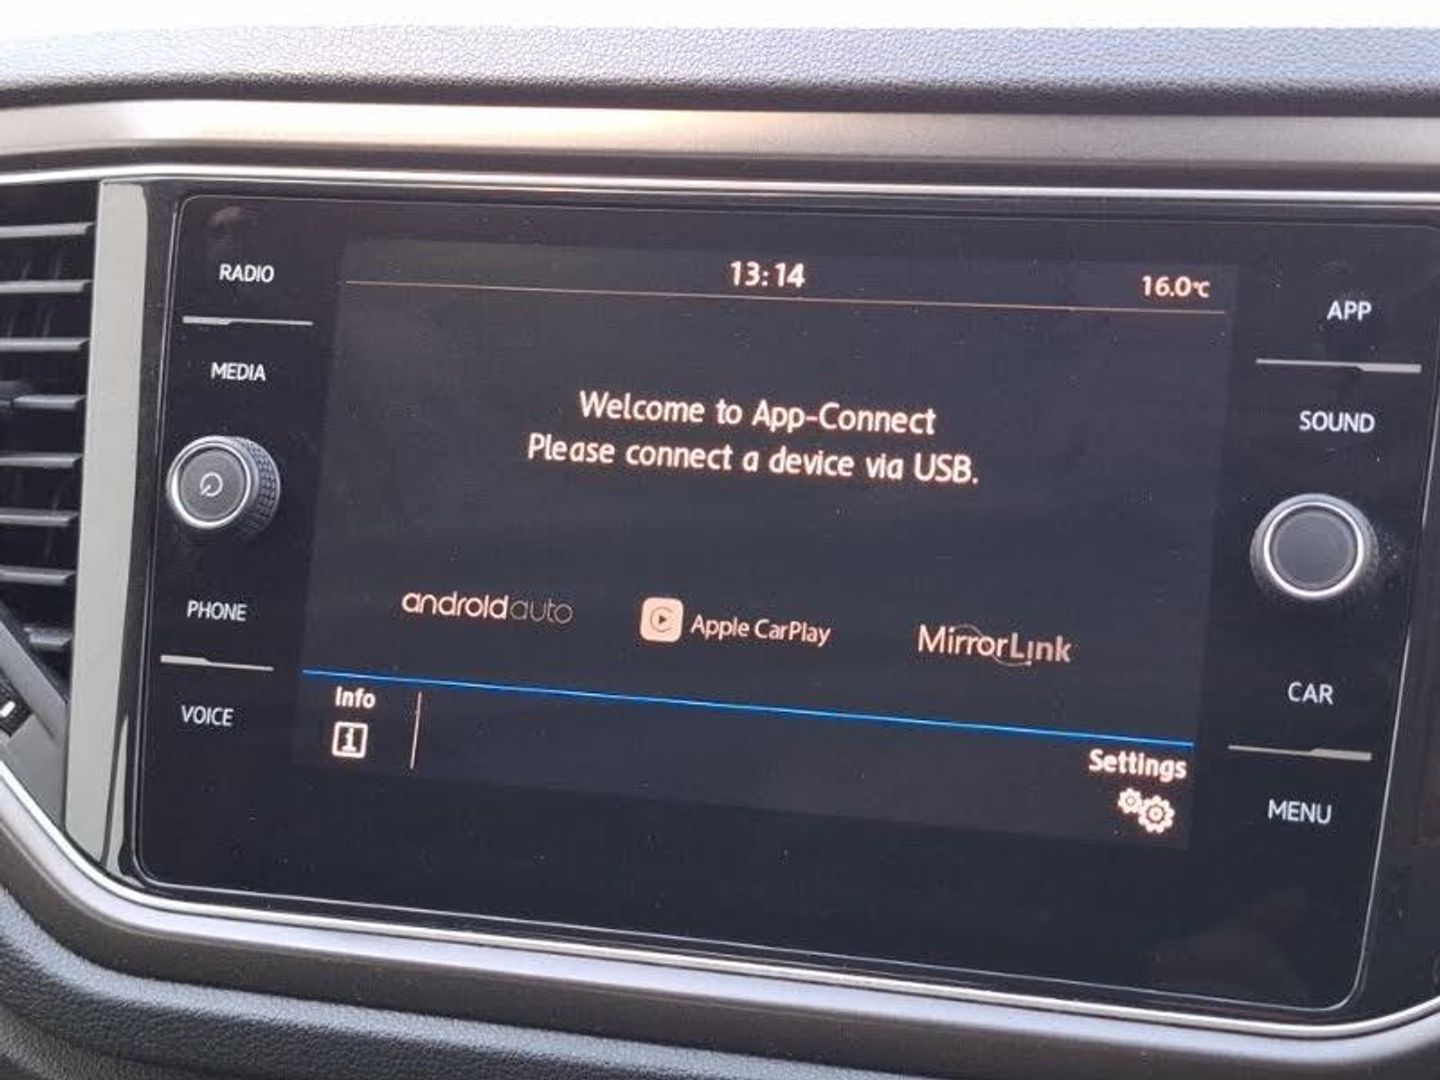 RADIO
13:14
16.0°C
APP
MEDIA
SOUND
Welcome to App-Connect
Please connect a device via USB.
androidauto
Apple CarPlay
MirrorLink
PHONE
CAR
VOICE
Info
i
Settings
MENU